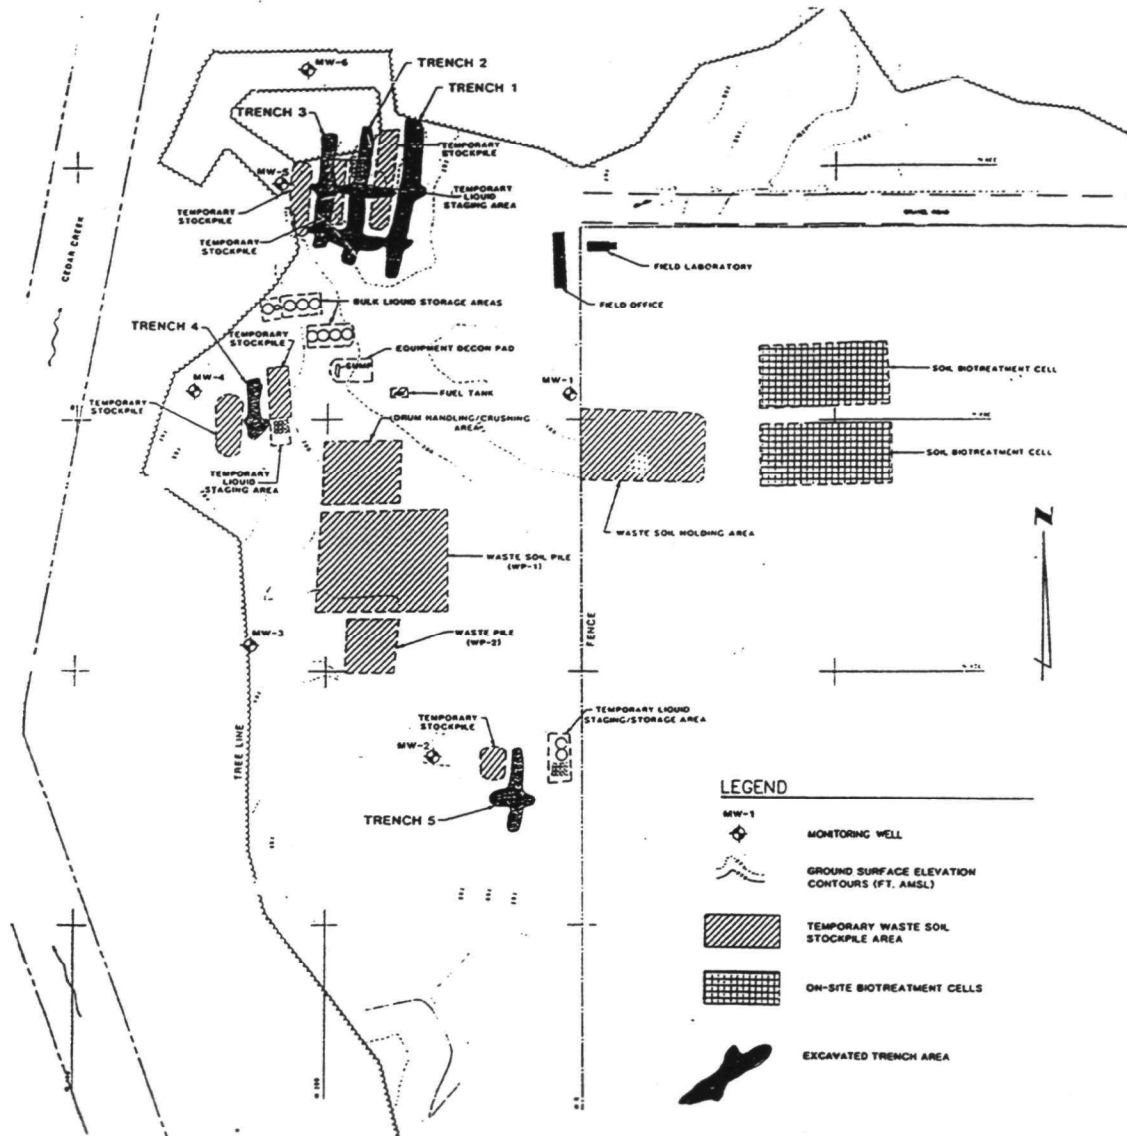 MW-6
TRENCH 2
TRENCH 1
TRENCH 3
TEMPORARY
STOCKPILE
MW-5
TEMPORARY
STOCKPILE
TEMPORARY
LIQUID
STAGING AREA
TEMPORARY
STOCKPILE
CEDAR CREEK
GRAVEL ROAD
FIELD LABORATORY
FIELD OFFICE
BULK LIQUID STORAGE AREAS
TRENCH 4
TEMPORARY
STOCKPILE
EQUIPMENT DECON PAD
SUMP
SOIL BIOTREATMENT CELL
MW-4
FUEL TANK
MW-1
TEMPORARY
STOCKPILE
DRUM HANDLING/CRUSHING
AREA
SOIL BIOTREATMENT CELL
TEMPORARY
LIQUID
STAGING AREA
WASTE SOIL HOLDING AREA
N
WASTE SOIL PILE
(WP-1)
FENCE
MW-3
WASTE PILE
(WP-2)
TREE LINE
TEMPORARY
STOCKPILE
TEMPORARY LIQUID
STAGING/STORAGE AREA
MW-2
TRENCH 5
LEGEND
MW-1
MONITORING WELL
GROUND SURFACE ELEVATION
CONTOURS (FT. AMSL)
TEMPORARY WASTE SOIL
STOCKPILE AREA
ON-SITE BIOTREATMENT CELLS
EXCAVATED TRENCH AREA